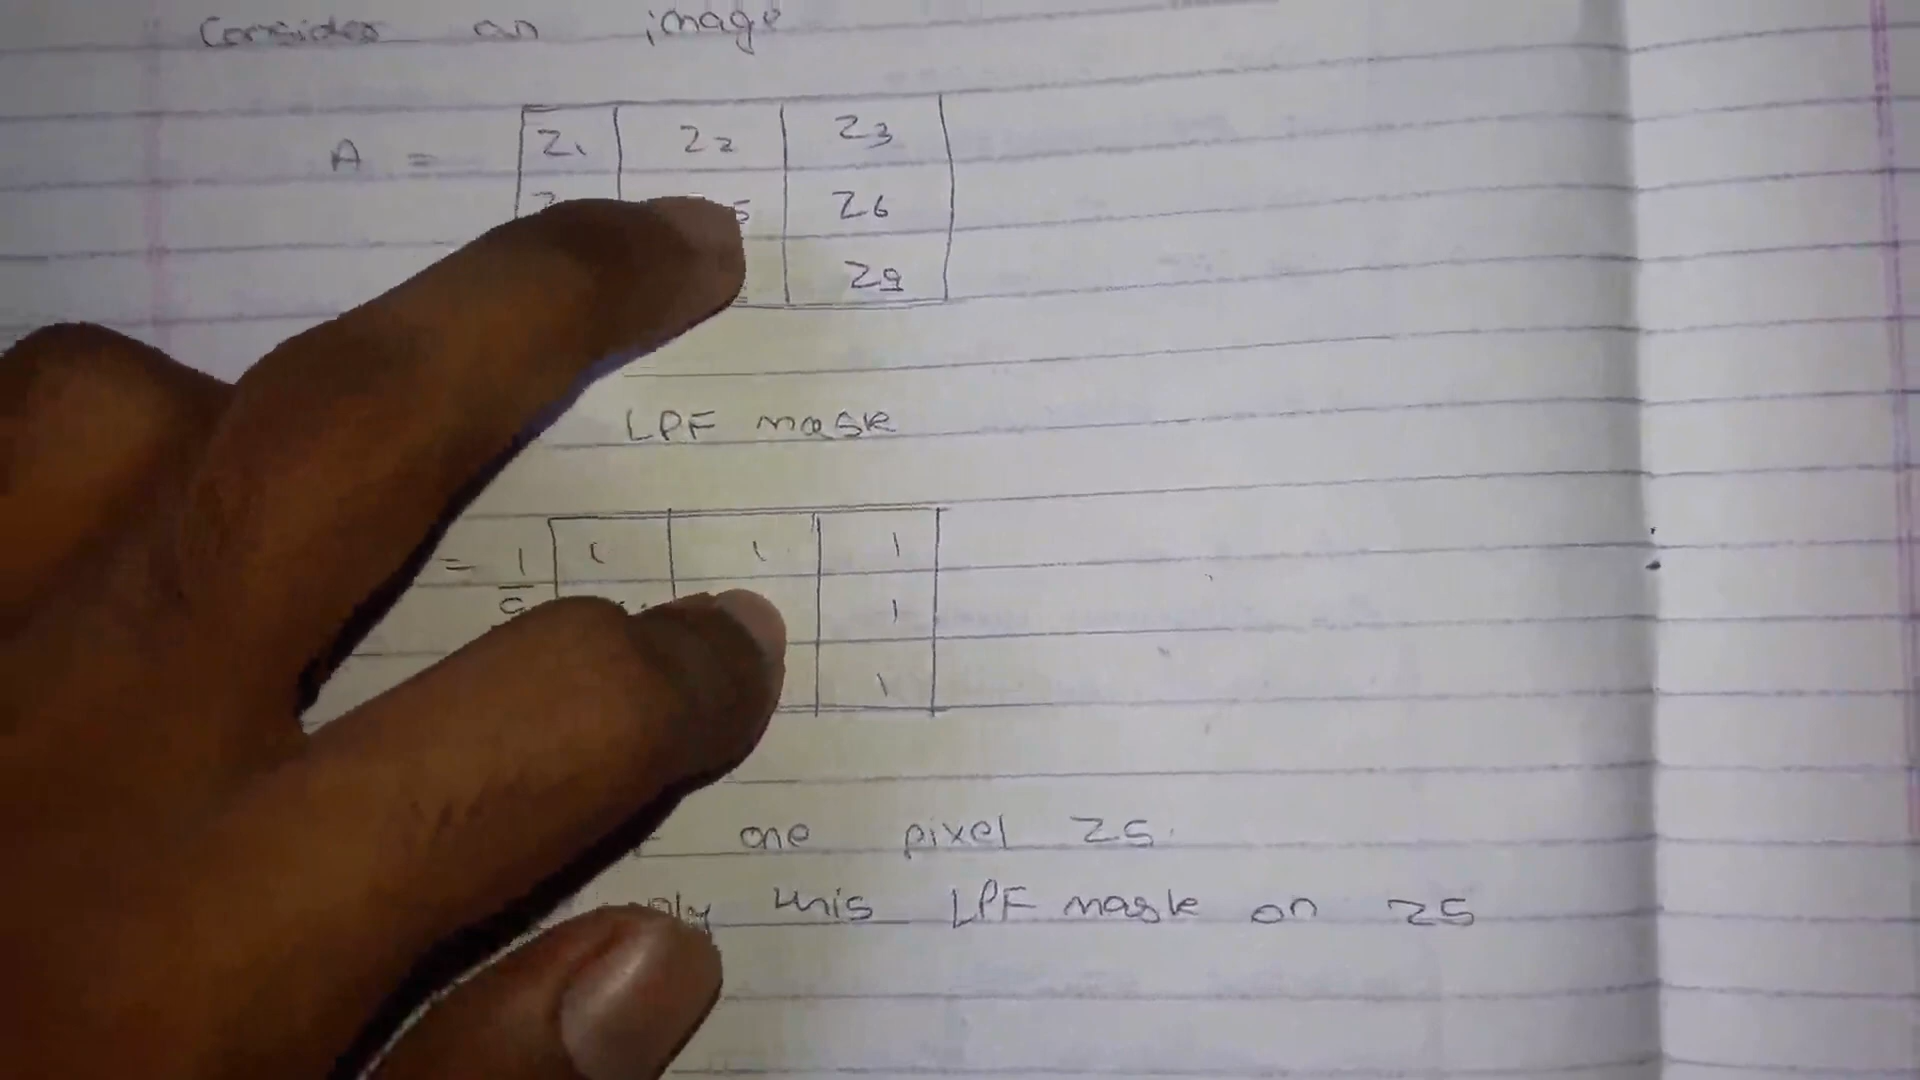 Consider an image
A = Z1 Z2 Z3
Z6
Z9
LPF mask
= 1 1 1 1
1
1
one pixel Z5.
this LPF mask on Z5